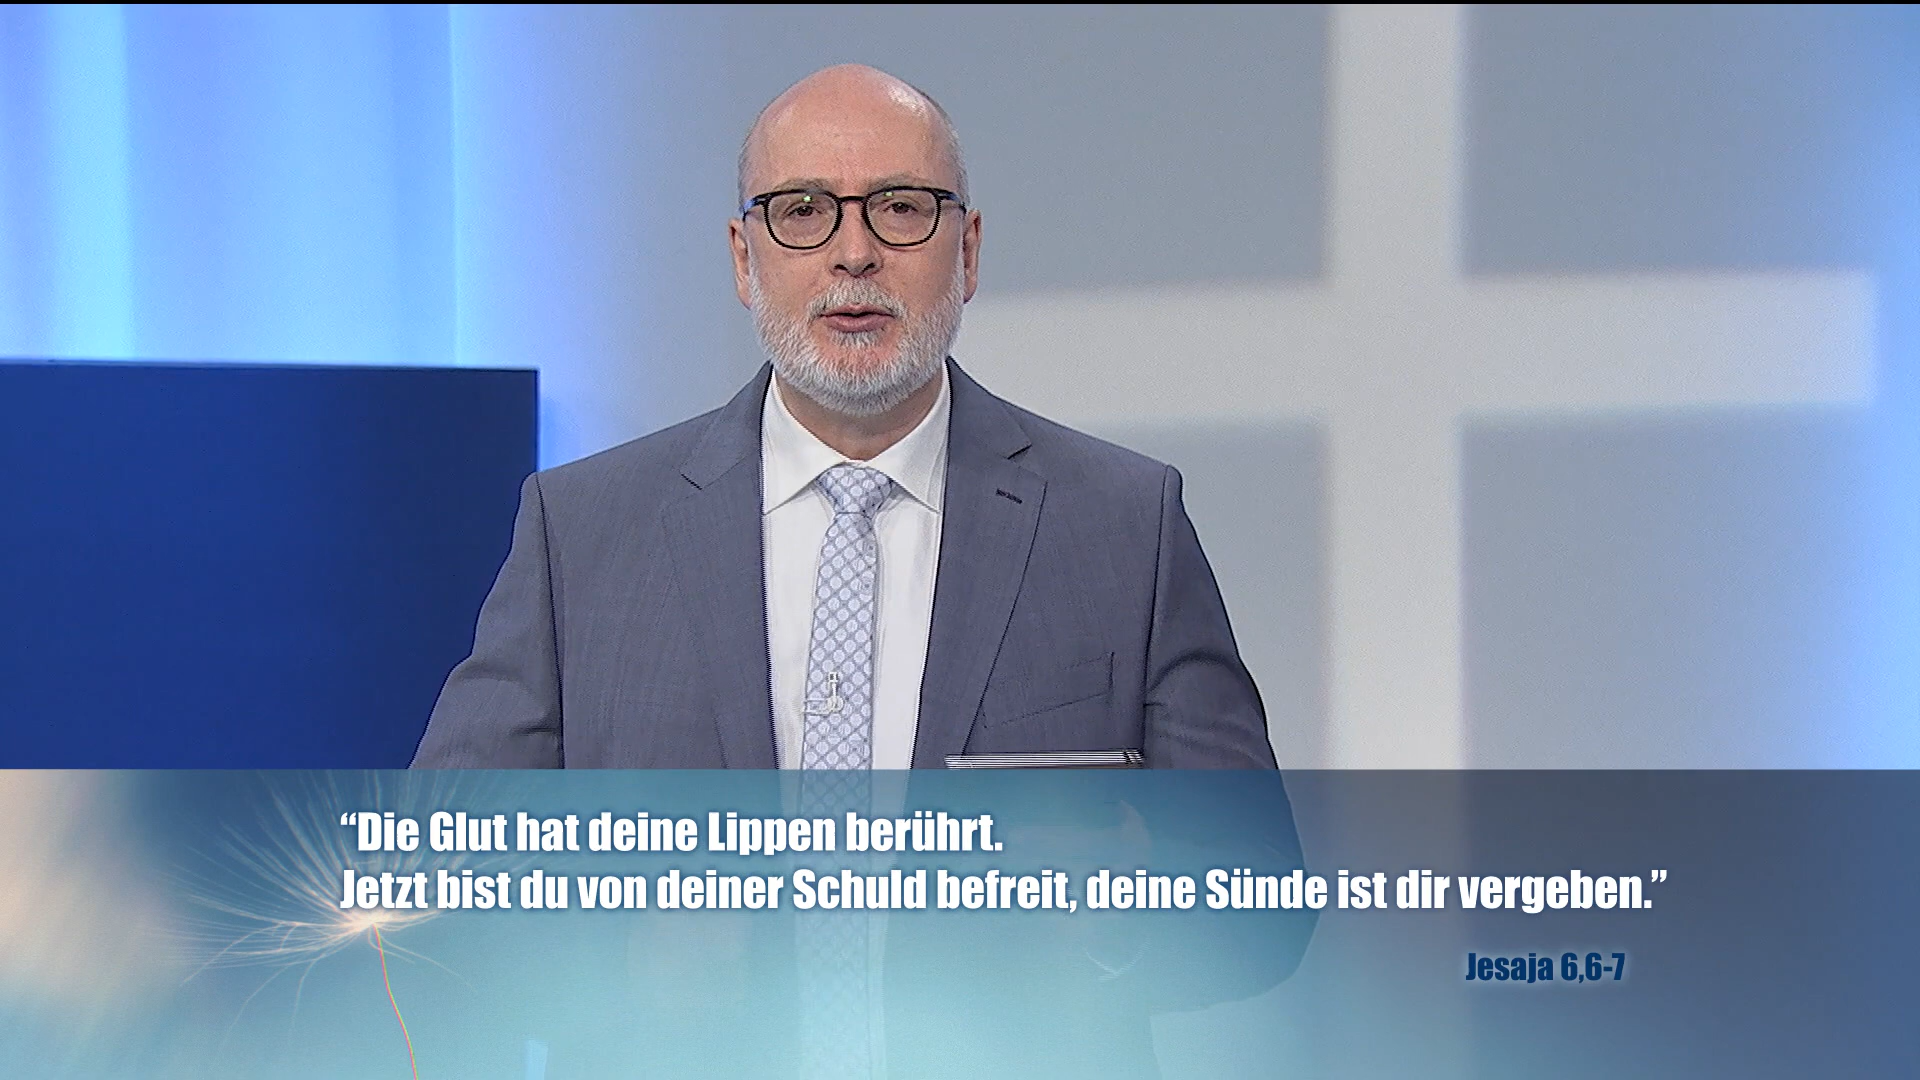 “Die Glut hat deine Lippen berührt.
Jetzt bist du von deiner Schuld befreit, deine Sünde ist dir vergeben.”
Jesaja 6,6-7